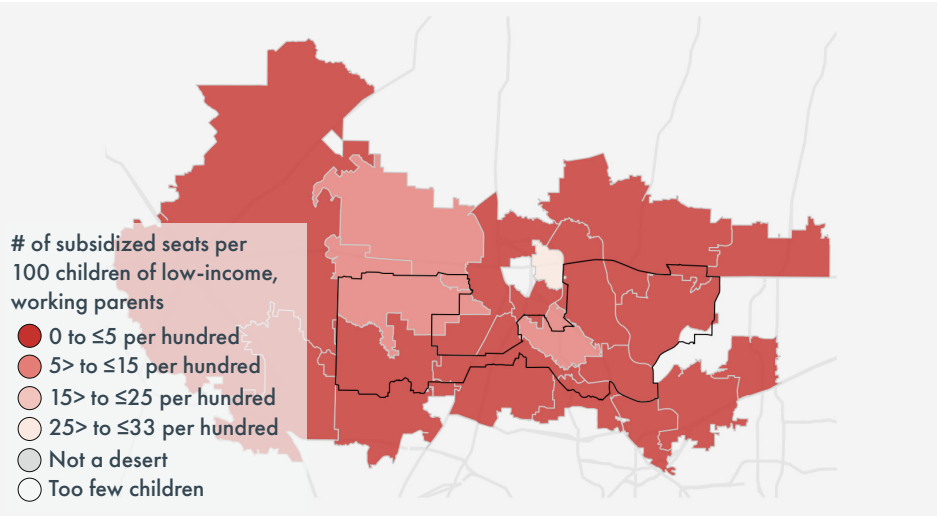 # of subsidized seats per
100 children of low-income,
working parents
0 to ≤5 per hundred
5> to ≤15 per hundred
15> to ≤25 per hundred
25> to ≤33 per hundred
Not a desert
Too few children